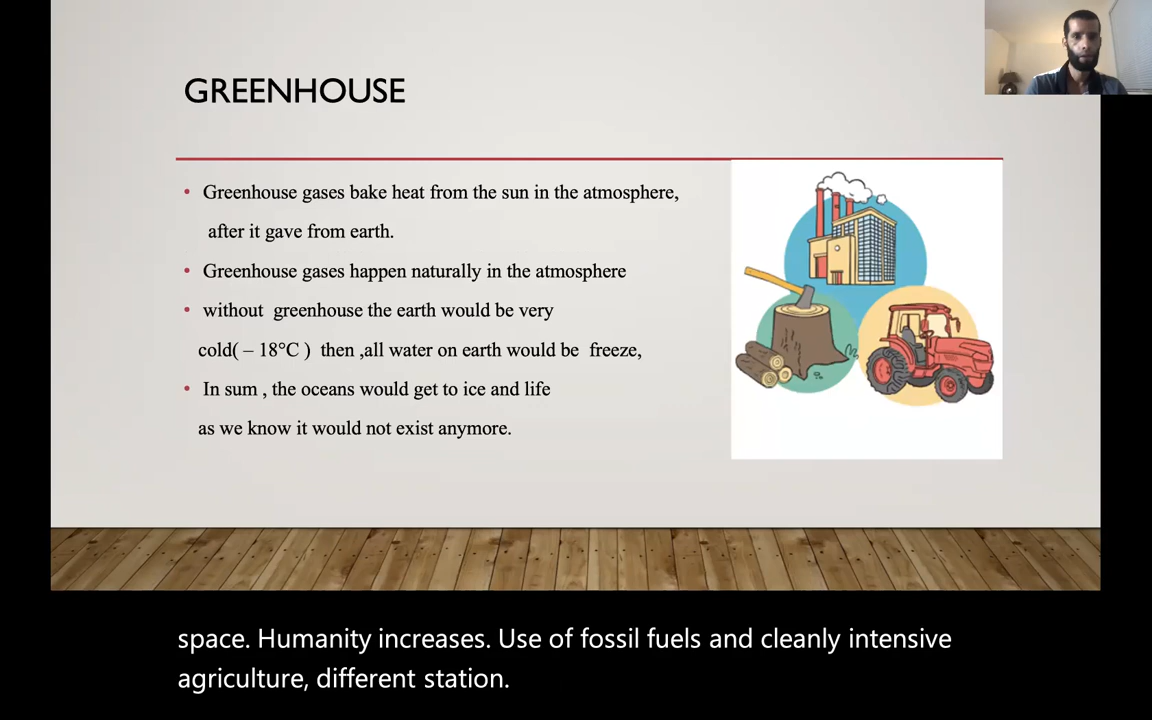 GREENHOUSE
• Greenhouse gases bake heat from the sun in the atmosphere,
after it gave from earth.
• Greenhouse gases happen naturally in the atmosphere
• without greenhouse the earth would be very
cold( – 18°C ) then ,all water on earth would be freeze,
• In sum , the oceans would get to ice and life
as we know it would not exist anymore.
space. Humanity increases. Use of fossil fuels and cleanly intensive
agriculture, different station.